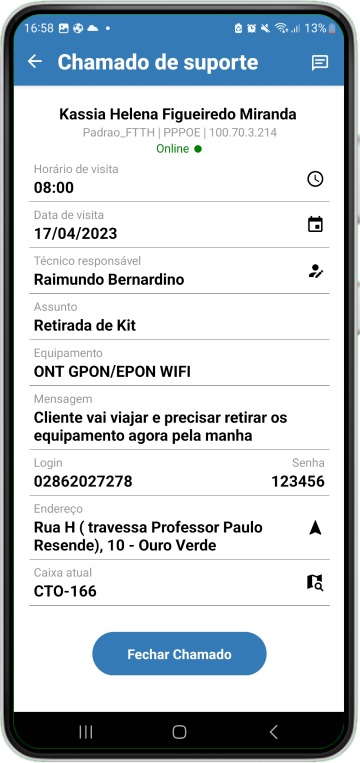 16:58 13%
Chamado de suporte
Kassia Helena Figueiredo Miranda
Padrao_FTTH | PPPOE | 100.70.3.214
Online
Horário de visita
08:00
Data de visita
17/04/2023
Técnico responsável
Raimundo Bernardino
Assunto
Retirada de Kit
Equipamento
ONT GPON/EPON WIFI
Mensagem
Cliente vai viajar e precisar retirar os
equipamento agora pela manha
Login Senha
02862027278 123456
Endereço
Rua H ( travessa Professor Paulo
Resende), 10 - Ouro Verde
Caixa atual
CTO-166
Fechar Chamado